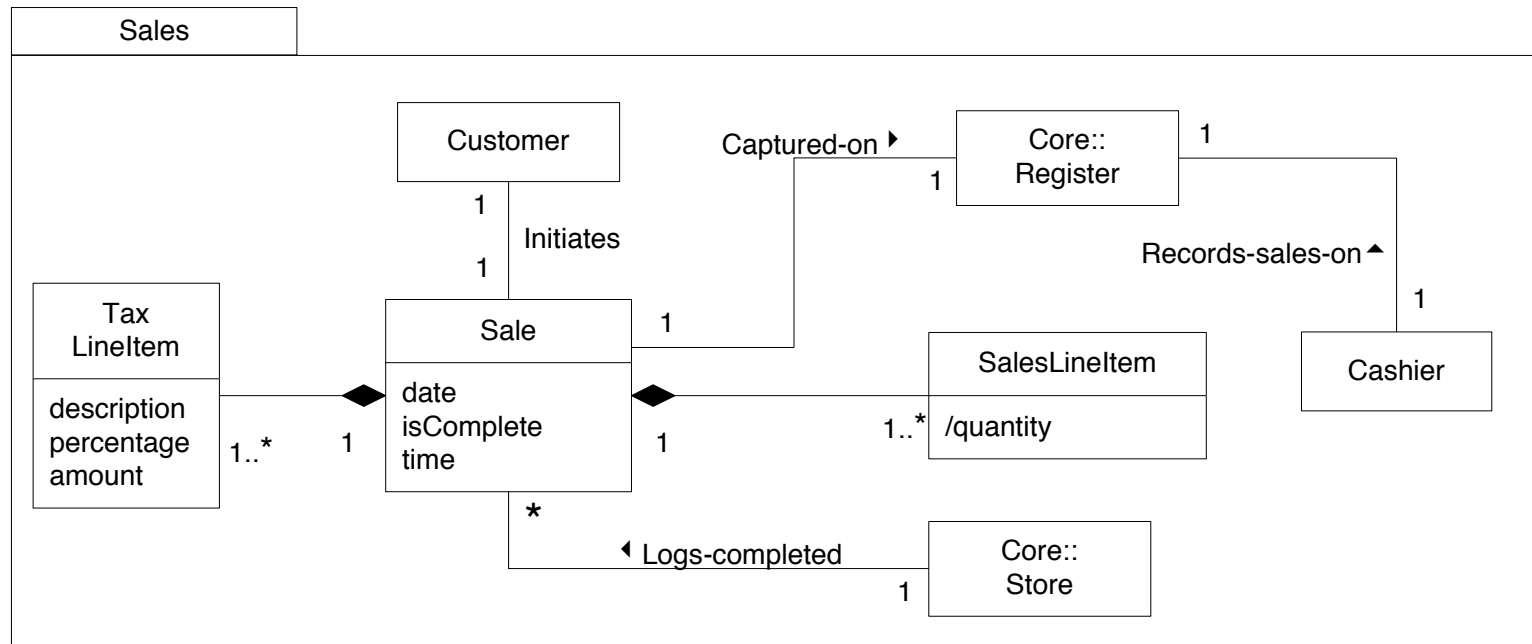 Sales
Customer
1
Initiates
1
Captured-on
1
Core::
Register
1
Records-sales-on
1
Cashier
Tax
LineItem
description
percentage
amount
1..*
1
Sale
date
isComplete
time
1
1
1..*
SalesLineItem
/quantity
*
Logs-completed
1
Core::
Store